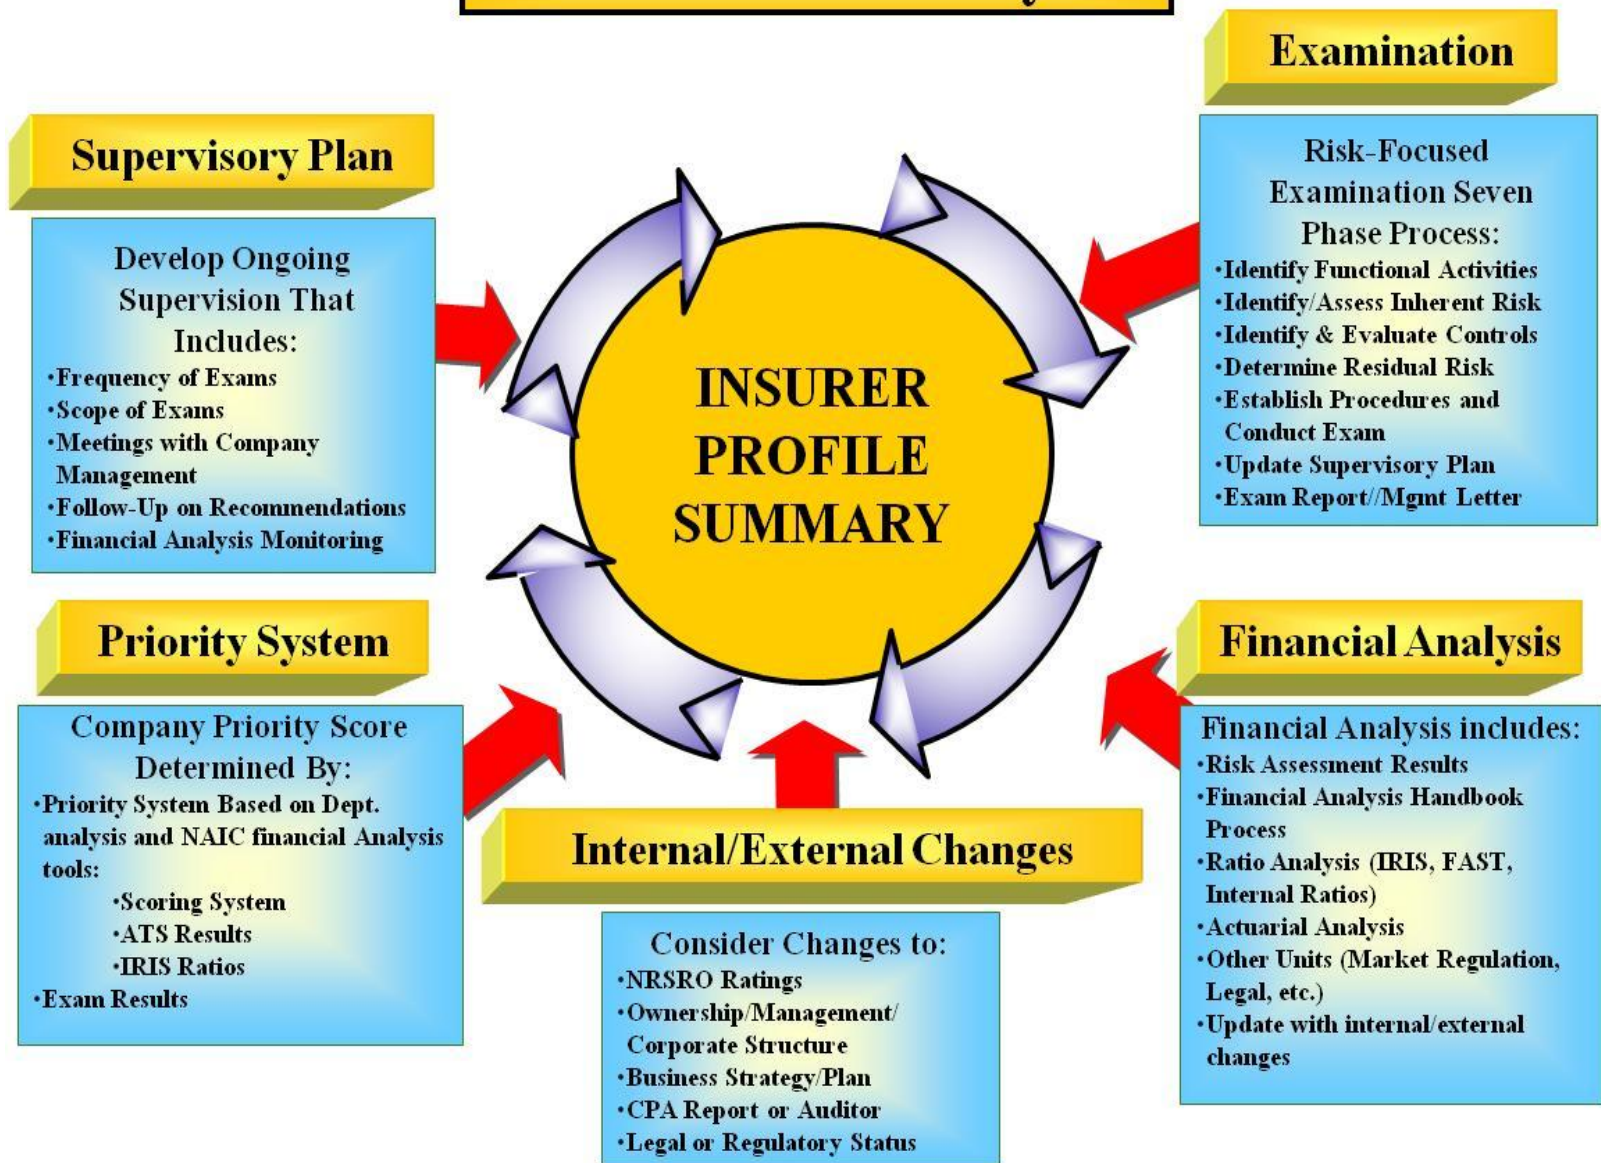 Examination
Risk-Focused
Examination Seven
Phase Process:
•Identify Functional Activities
•Identify/Assess Inherent Risk
•Identify & Evaluate Controls
•Determine Residual Risk
•Establish Procedures and
Conduct Exam
•Update Supervisory Plan
•Exam Report//Mgmt Letter
Supervisory Plan
Develop Ongoing
Supervision That
Includes:
•Frequency of Exams
•Scope of Exams
•Meetings with Company
Management
•Follow-Up on Recommendations
•Financial Analysis Monitoring
INSURER
PROFILE
SUMMARY
Priority System
Company Priority Score
Determined By:
•Priority System Based on Dept.
analysis and NAIC financial Analysis
tools:
•Scoring System
•ATS Results
•IRIS Ratios
•Exam Results
Internal/External Changes
Consider Changes to:
•NRSRO Ratings
•Ownership/Management/
Corporate Structure
•Business Strategy/Plan
•CPA Report or Auditor
•Legal or Regulatory Status
Financial Analysis
Financial Analysis includes:
•Risk Assessment Results
•Financial Analysis Handbook
Process
•Ratio Analysis (IRIS, FAST,
Internal Ratios)
•Actuarial Analysis
•Other Units (Market Regulation,
Legal, etc.)
•Update with internal/external
changes